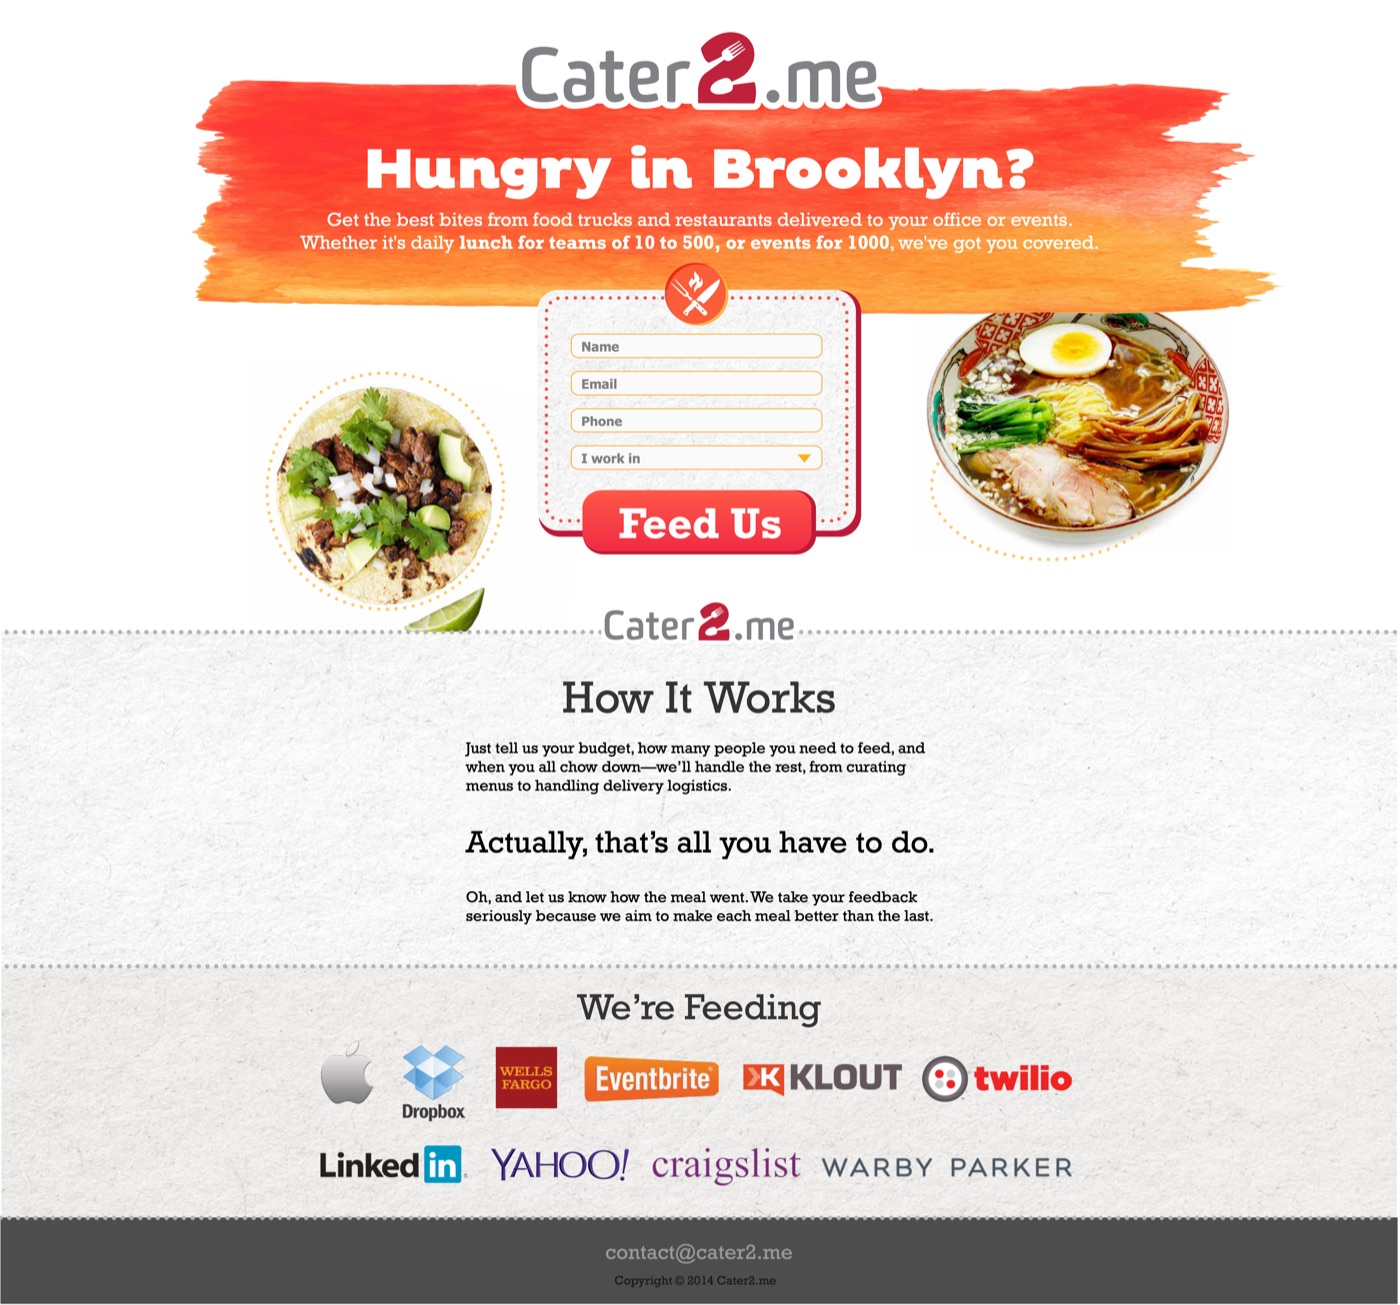 Cater2.me
Hungry in Brooklyn?
Get the best bites from food trucks and restaurants delivered to your office or events.
Whether it's daily lunch for teams of 10 to 500, or events for 1000, we've got you covered.
Name
Email
Phone
I work in
Feed Us
Cater2.me
How It Works
Just tell us your budget, how many people you need to feed, and
when you all chow down—we'll handle the rest, from curating
menus to handling delivery logistics.
Actually, that's all you have to do.
Oh, and let us know how the meal went. We take your feedback
seriously because we aim to make each meal better than the last.
We're Feeding
Dropbox
WELLS
FARGO
Eventbrite
K KLOUT
twilio
Linked in
YAHOO!
craigslist
WARBY PARKER
contact@cater2.me
Copyright © 2014 Cater2.me